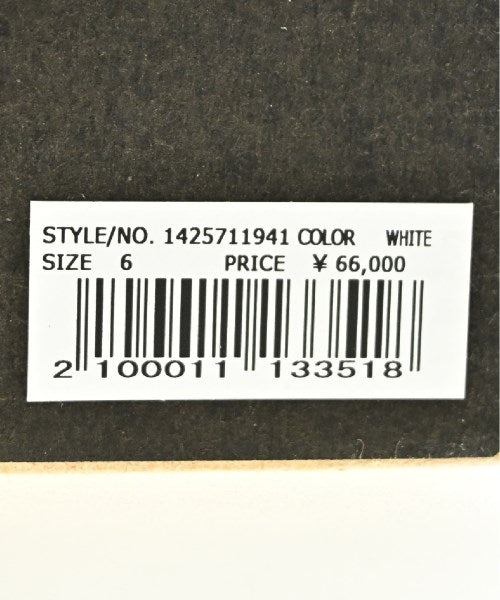 STYLE/NO. 1425711941 COLOR WHITE
SIZE 6 PRICE ¥ 66,000
2 100011 133518